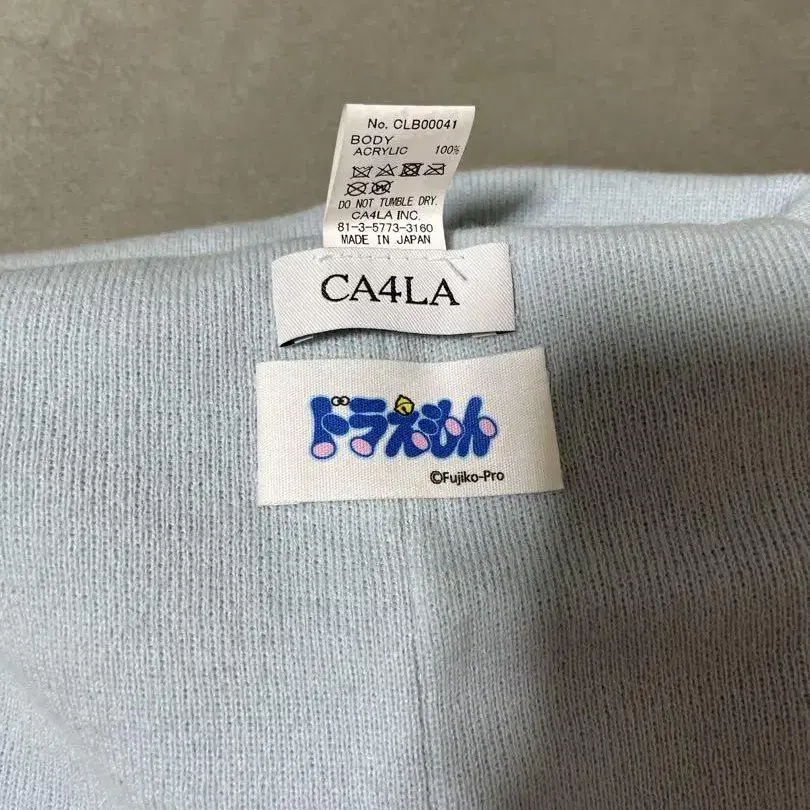 No. CLB00041
BODY
ACRYLIC 100%
DO NOT TUMBLE DRY.
CA4LA INC.
81-3-5773-3160
MADE IN JAPAN
CA4LA
ドラえもん
©Fujiko-Pro